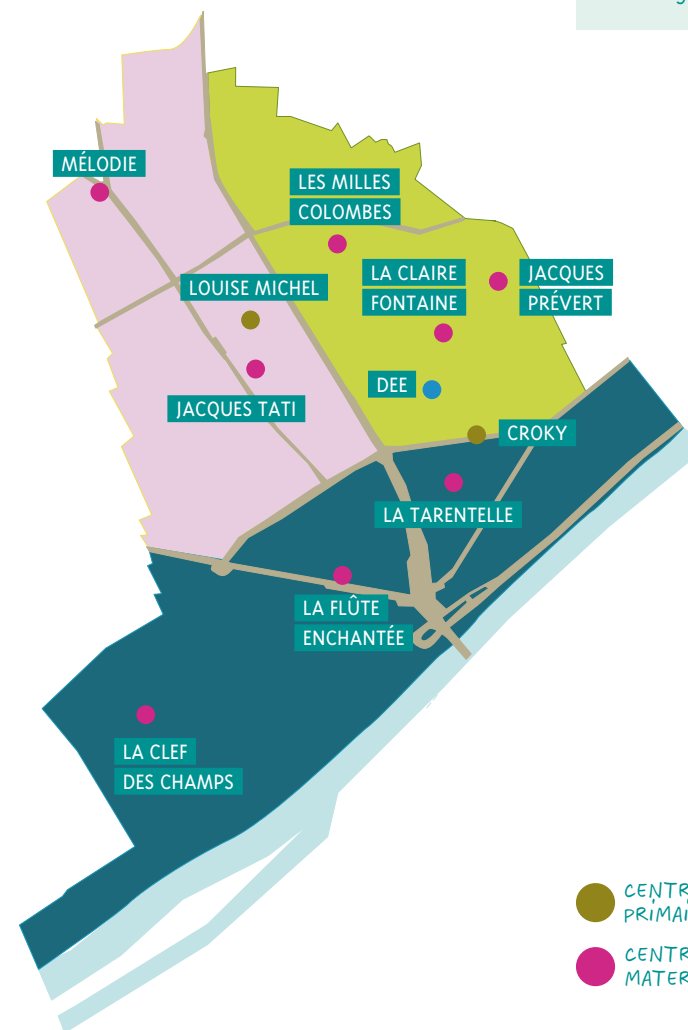 MÉLODIE
LES MILLES
COLOMBES
LA CLAIRE
FONTAINE
JACQUES
PRÉVERT
LOUISE MICHEL
JACQUES TATI
DEE
CROKY
LA TARENTELLE
LA FLÛTE
ENCHANTÉE
LA CLEF
DES CHAMPS
CENTR
PRIMAI
CENTR
MATER